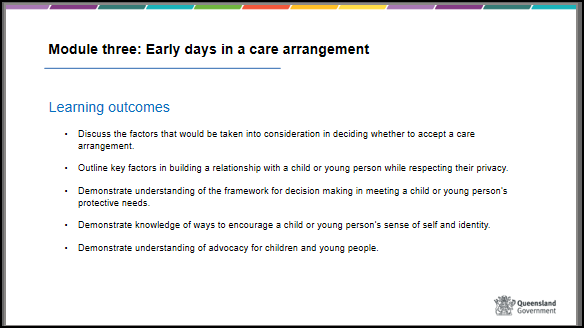 Module three: Early days in a care arrangement
Learning outcomes
• Discuss the factors that would be taken into consideration in deciding whether to accept a care
arrangement.
• Outline key factors in building a relationship with a child or young person while respecting their privacy.
• Demonstrate understanding of the framework for decision making in meeting a child or young person's
protective needs.
• Demonstrate knowledge of ways to encourage a child or young person's sense of self and identity.
• Demonstrate understanding of advocacy for children and young people.
Queensland
Government